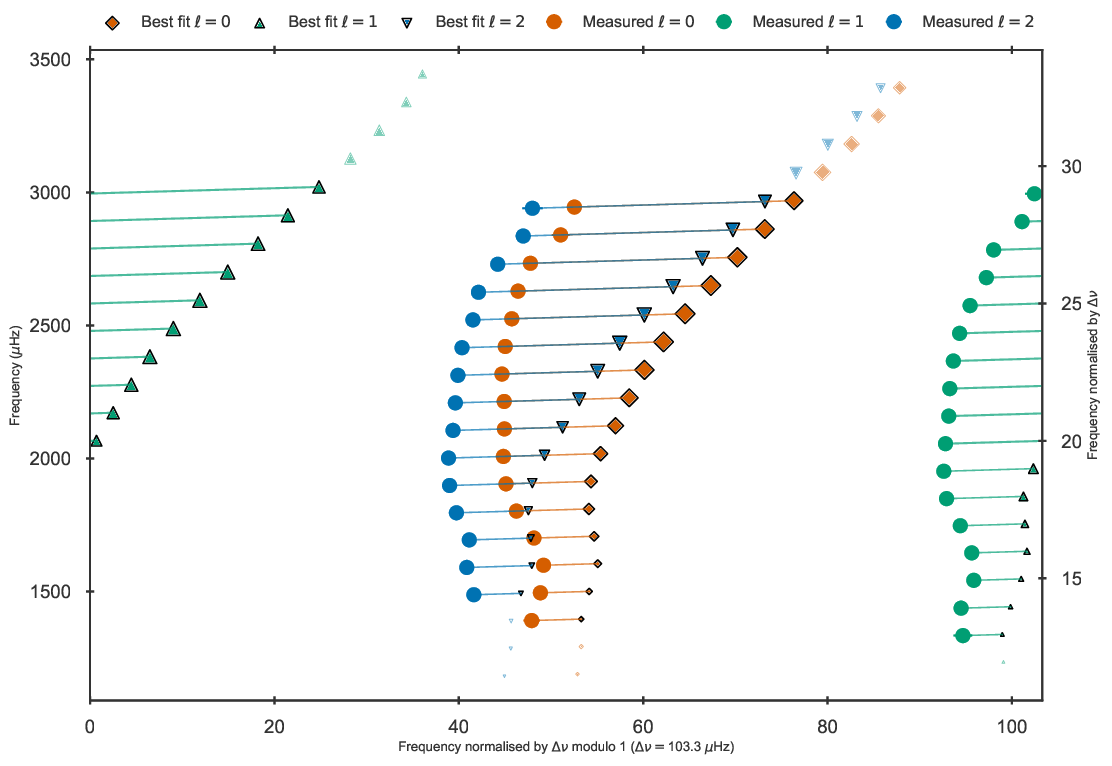 Best fit ℓ = 0 Best fit ℓ = 1 Best fit ℓ = 2 Measured ℓ = 0 Measured ℓ = 1 Measured ℓ = 2
3500
3000
2500
2000
1500
Frequency (μHz)
30
25
20
15
Frequency normalised by Δν
0 20 40 60 80 100
Frequency normalised by Δν modulo 1 (Δν = 103.3 μHz)